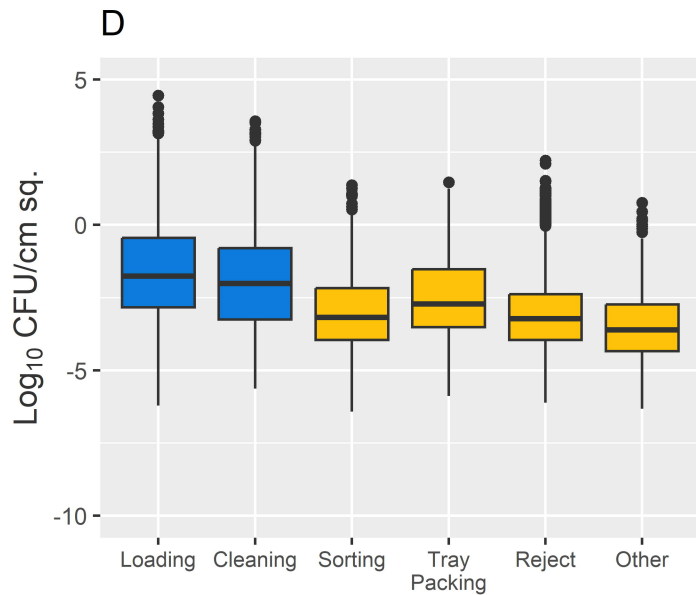 D
Log₁₀ CFU/cm sq.
5
0
-5
-10
Loading Cleaning Sorting Tray Packing Reject Other